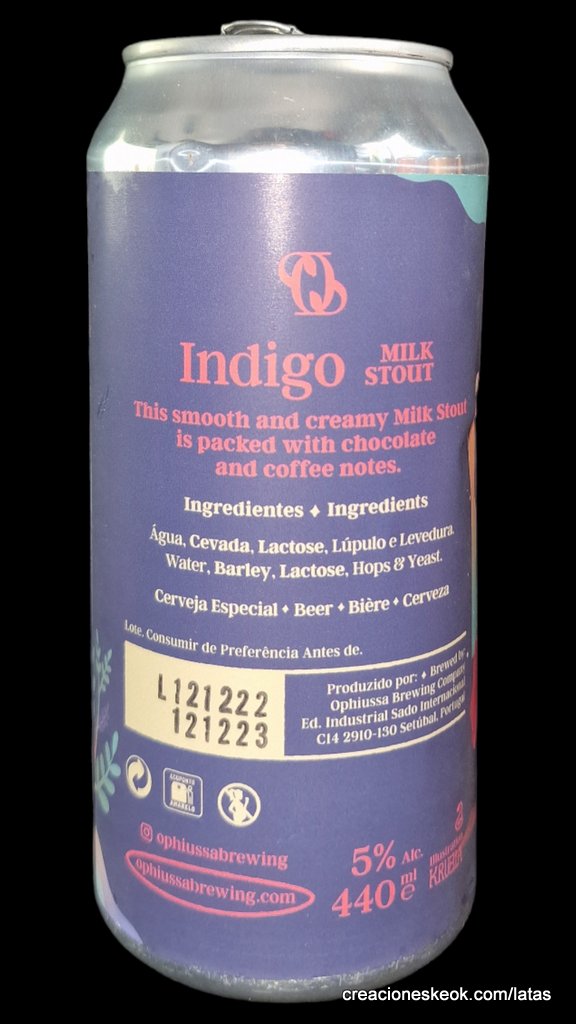 Indigo MILK
STOUT
This smooth and creamy Milk Stout
is packed with chocolate
and coffee notes.
Ingredientes ♦ Ingredients
Água, Cevada, Lactose, Lúpulo e Levedura.
Water, Barley, Lactose, Hops & Yeast.
Cerveja Especial ♦ Beer ♦ Bière ♦ Cerveza
Lote. Consumir de Preferência Antes de.
L121222
121223
Produzido por: ♦ Brewed by:
Ophiussa Brewing Company
Ed. Industrial Sado Internacional
C14 2910-130 Setúbal, Portugal
ECOPONTO
AMARELO
ophiussabrewing
ophiussabrewing.com
5% Alc.
440 ml e
Illustration
creacioneskeok.com/latas